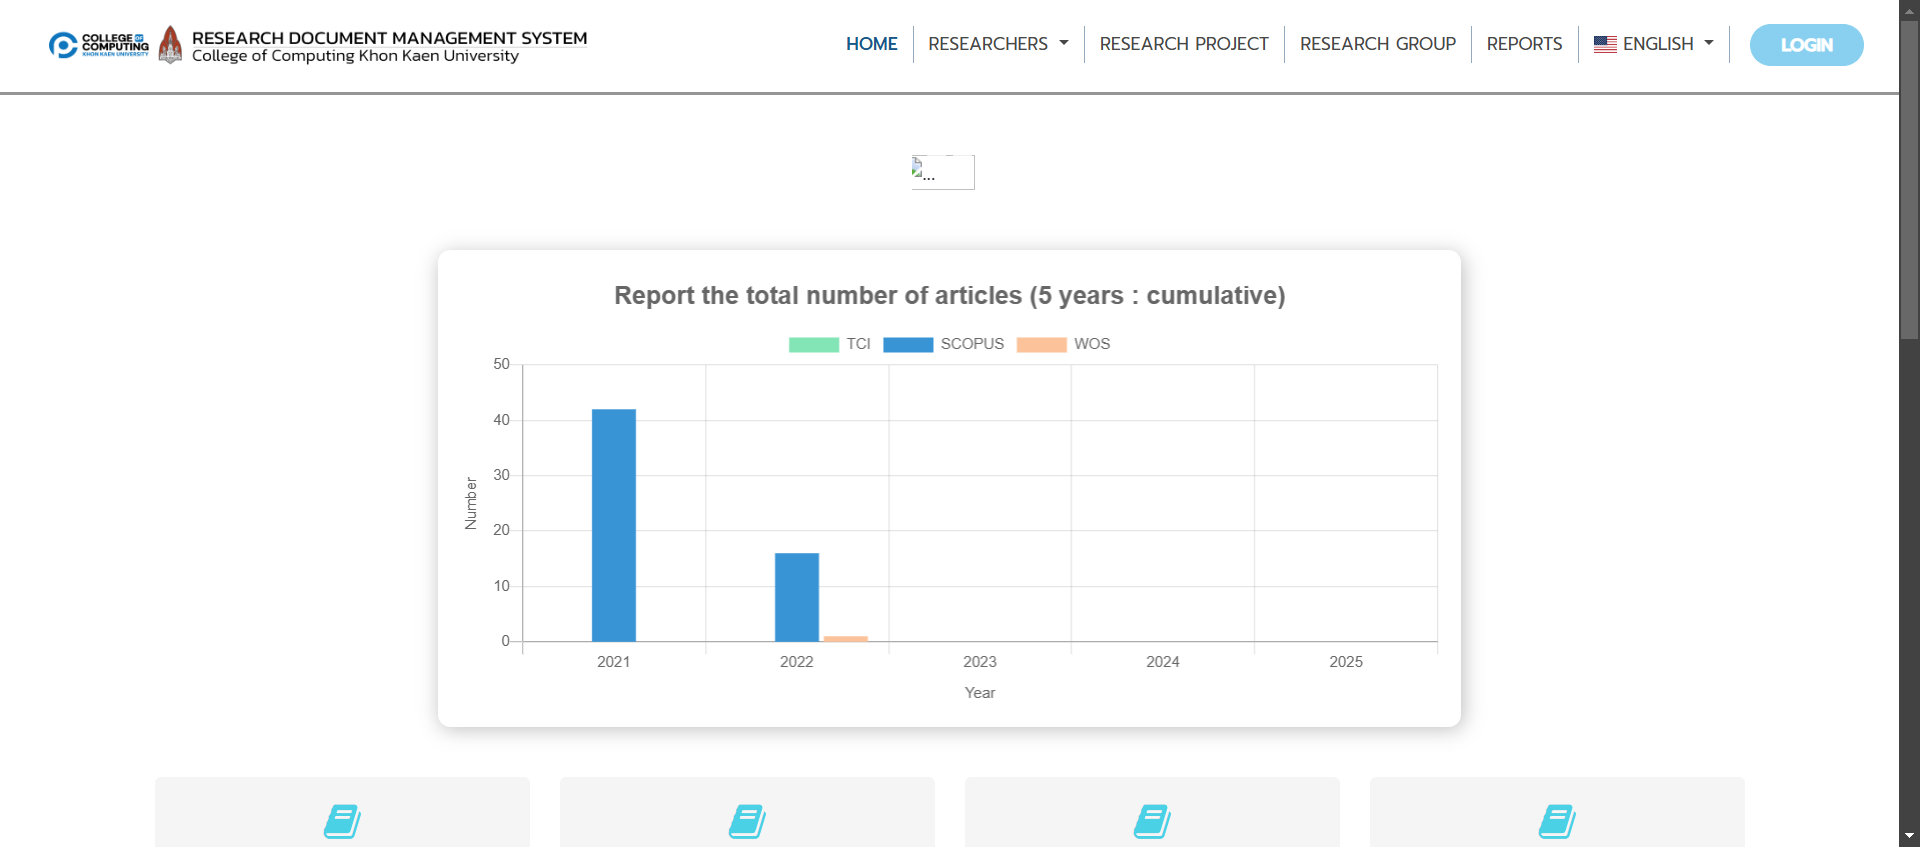 COLLEGE OF
COMPUTING
KHON KAEN UNIVERSITY
RESEARCH DOCUMENT MANAGEMENT SYSTEM
College of Computing Khon Kaen University
HOME
RESEARCHERS
RESEARCH PROJECT
RESEARCH GROUP
REPORTS
ENGLISH
LOGIN
...
Report the total number of articles (5 years : cumulative)
TCI
SCOPUS
WOS
50
40
30
20
10
0
Number
2021
2022
2023
2024
2025
Year